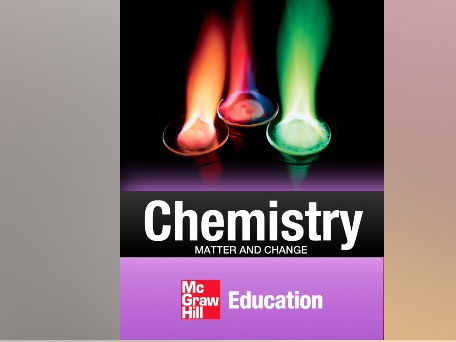 Chemistry
MATTER AND CHANGE
Mc
Graw
Hill
Education